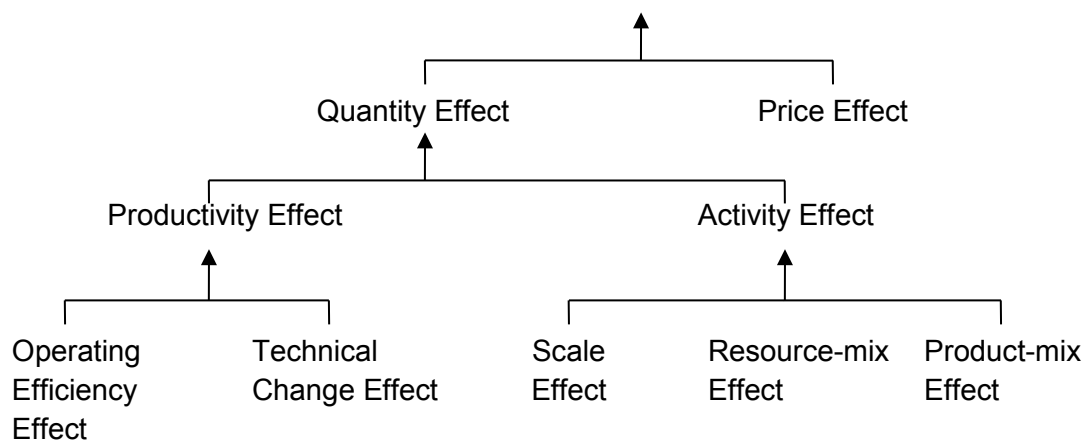 Quantity Effect
Price Effect
Productivity Effect
Activity Effect
Operating
Efficiency
Effect
Technical
Change Effect
Scale
Effect
Resource-mix
Effect
Product-mix
Effect